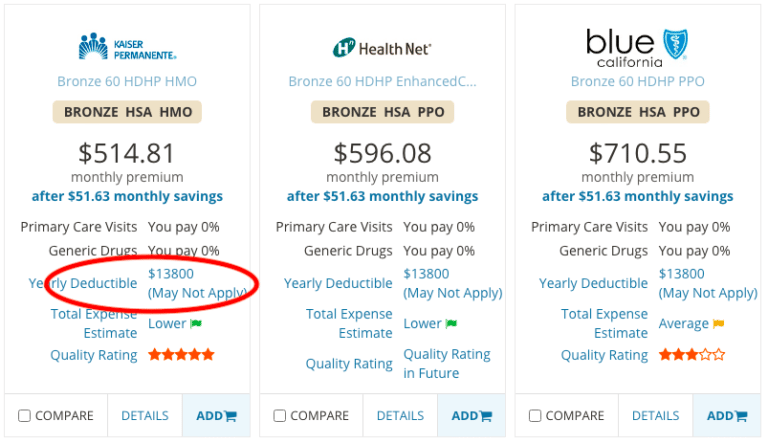 KAISER
PERMANENTE®
Bronze 60 HDHP HMO
BRONZE HSA HMO
$514.81
monthly premium
after $51.63 monthly savings
Primary Care Visits You pay 0%
Generic Drugs You pay 0%
Yearly Deductible $13800
(May Not Apply)
Total Expense
Estimate Lower
Quality Rating
COMPARE DETAILS ADD
Health Net®
Bronze 60 HDHP EnhancedC...
BRONZE HSA PPO
$596.08
monthly premium
after $51.63 monthly savings
Primary Care Visits You pay 0%
Generic Drugs You pay 0%
Yearly Deductible $13800
(May Not Apply)
Total Expense
Estimate Lower
Quality Rating Quality Rating
in Future
COMPARE DETAILS ADD
blue
california
Bronze 60 HDHP PPO
BRONZE HSA PPO
$710.55
monthly premium
after $51.63 monthly savings
Primary Care Visits You pay 0%
Generic Drugs You pay 0%
Yearly Deductible $13800
(May Not Apply)
Total Expense
Estimate Average
Quality Rating
COMPARE DETAILS ADD